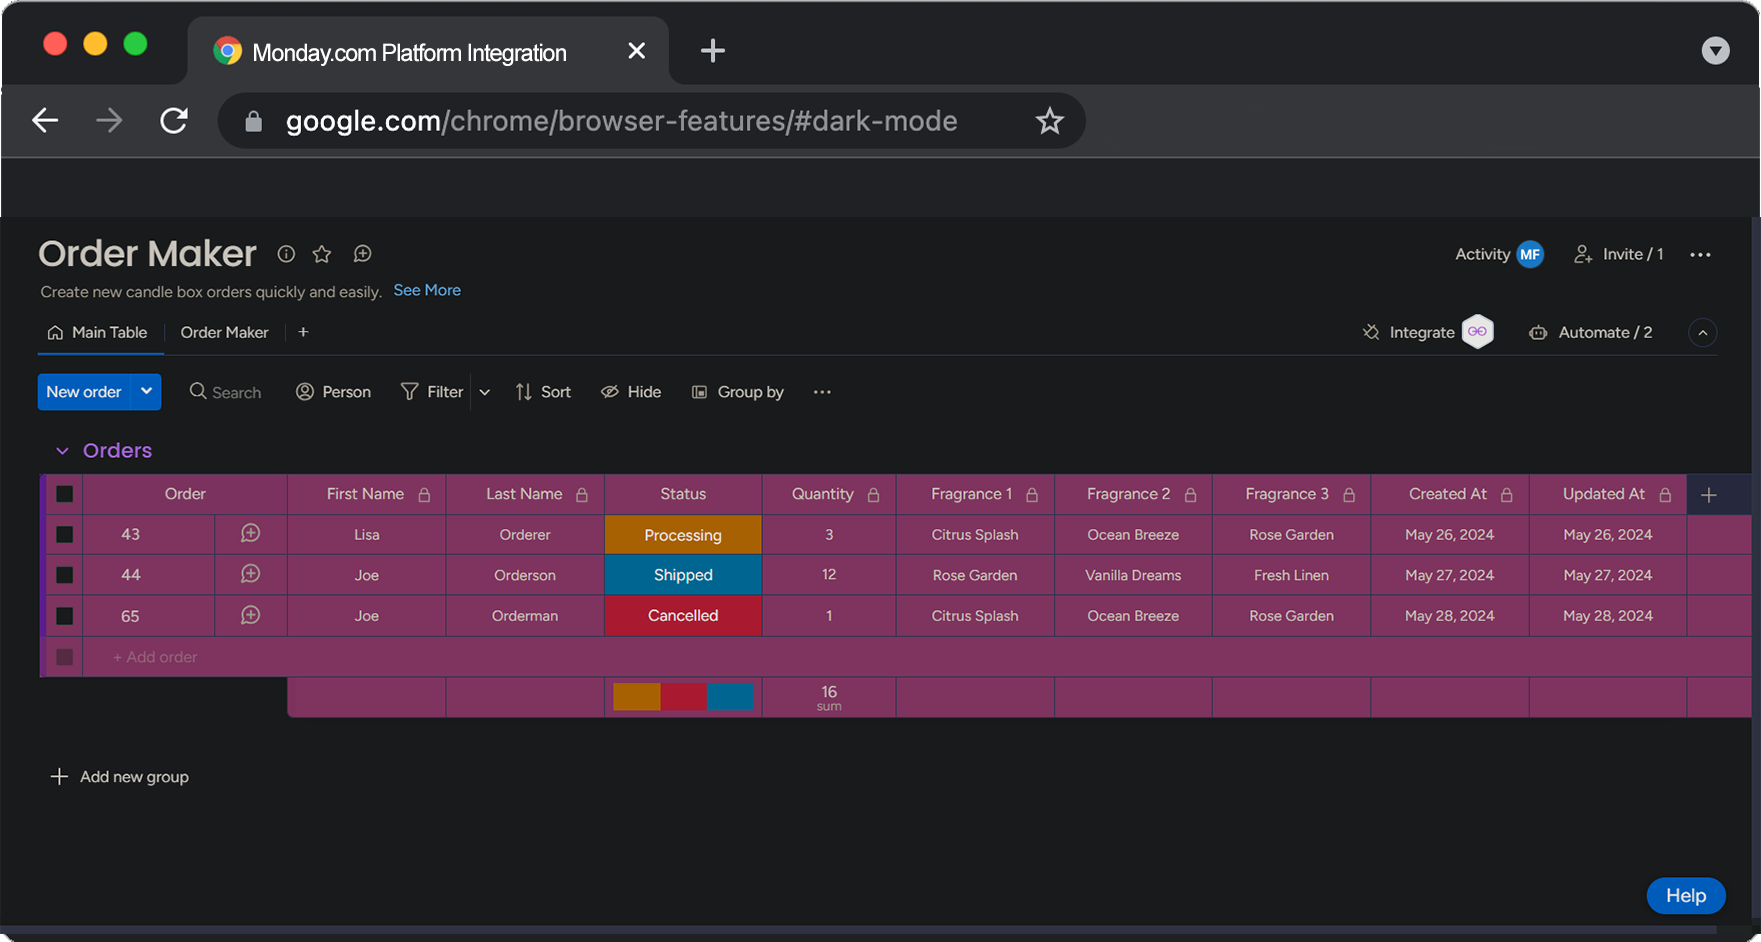 Monday.com Platform Integration
google.com/chrome/browser-features/#dark-mode
Order Maker
Activity MF Invite / 1
Create new candle box orders quickly and easily. See More
Main Table Order Maker +
Integrate Automate / 2
New order Search Person Filter Sort Hide Group by
Orders
Order First Name Last Name Status Quantity Fragrance 1 Fragrance 2 Fragrance 3 Created At Updated At +
43 Lisa Orderer Processing 3 Citrus Splash Ocean Breeze Rose Garden May 26, 2024 May 26, 2024
44 Joe Orderson Shipped 12 Rose Garden Vanilla Dreams Fresh Linen May 27, 2024 May 27, 2024
65 Joe Orderman Cancelled 1 Citrus Splash Ocean Breeze Rose Garden May 28, 2024 May 28, 2024
+ Add order
16
sum
+ Add new group
Help